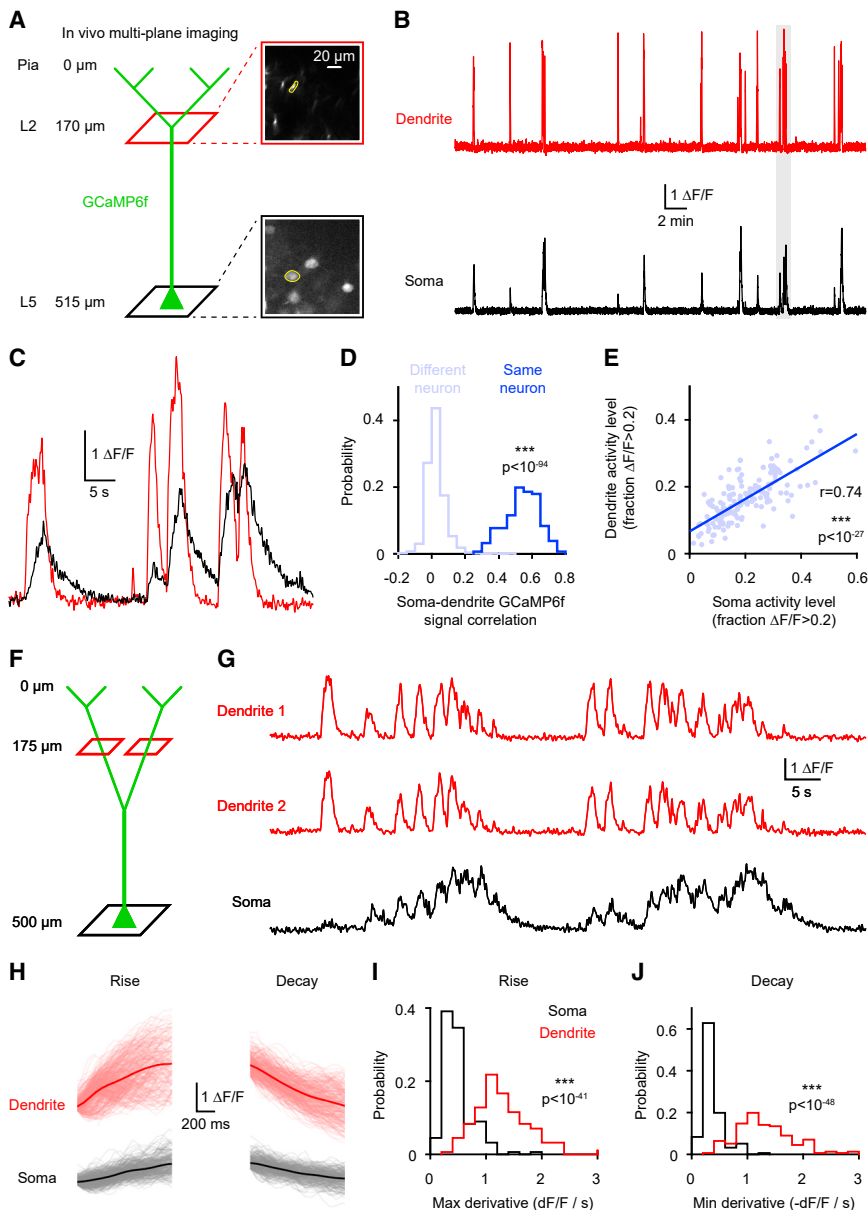 A
In vivo multi-plane imaging
Pia 0 µm
20 µm
L2 170 µm
GCaMP6f
L5 515 µm
B
Dendrite
1 ΔF/F
2 min
Soma
C
1 ΔF/F
5 s
D
Different
neuron
Same
neuron
***
p<10-94
Probability
0.4
0.2
0
-0.2 0 0.2 0.4 0.6 0.8
Soma-dendrite GCaMP6f
signal correlation
E
Dendrite activity level
(fraction ΔF/F>0.2)
0.4
0.2
0
r=0.74
***
p<10-27
0 0.2 0.4 0.6
Soma activity level
(fraction ΔF/F>0.2)
F
0 µm
175 µm
500 µm
G
Dendrite 1
1 ΔF/F
5 s
Dendrite 2
Soma
H
Rise Decay
Dendrite
1 ΔF/F
200 ms
Soma
I
Rise
Probability
0.4
0.2
0
Soma
Dendrite
***
p<10-41
0 1 2 3
Max derivative (dF/F / s)
J
Decay
Probability
0.6
0.4
0.2
0
***
p<10-48
0 1 2 3
Min derivative (-dF/F / s)